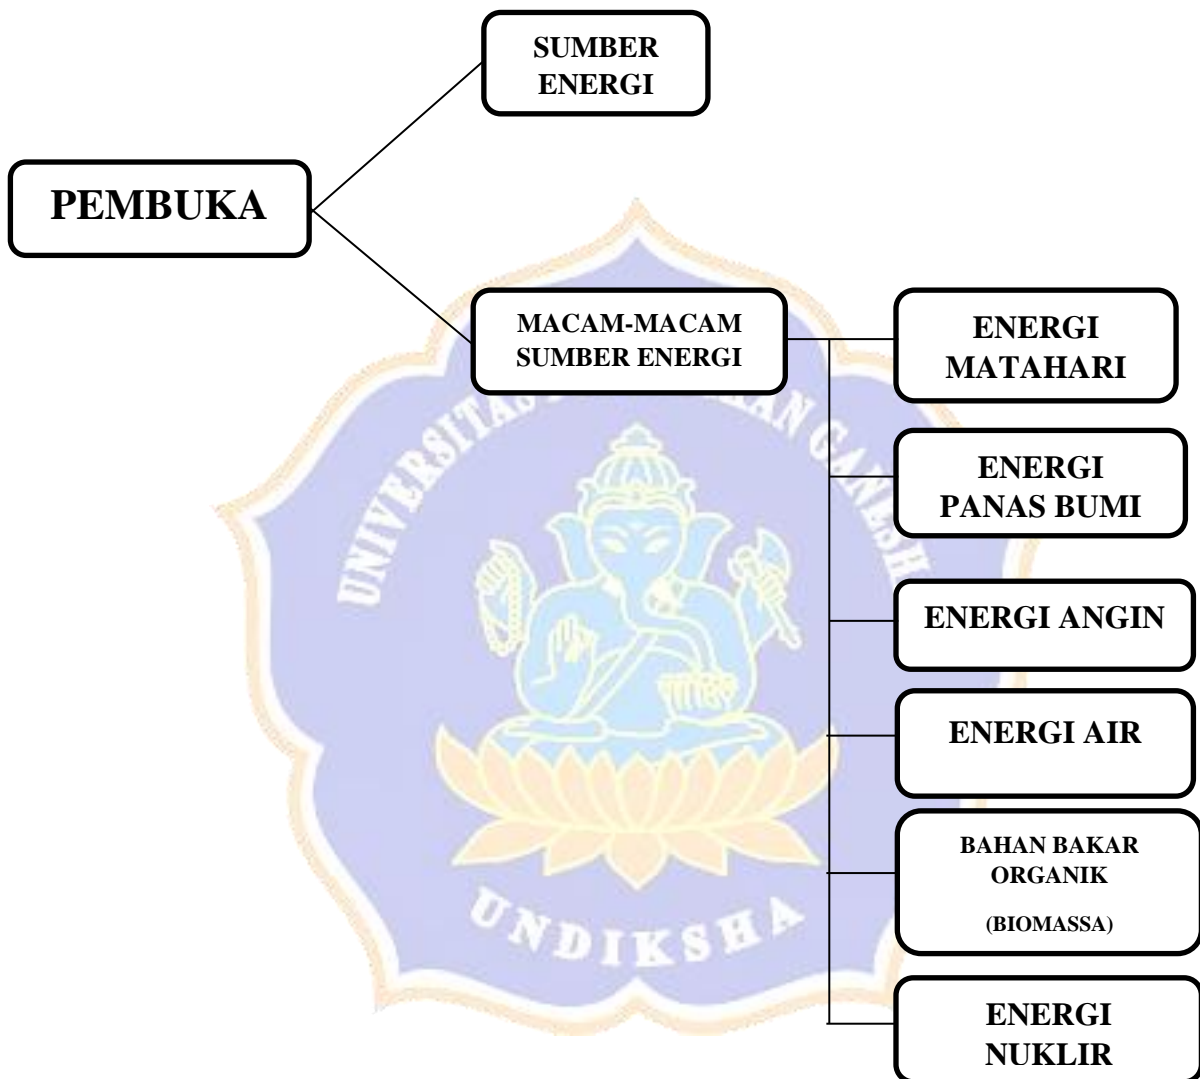 SUMBER
ENERGI
PEMBUKA
MACAM-MACAM
SUMBER ENERGI
ENERGI
MATAHARI
ENERGI
PANAS BUMI
ENERGI ANGIN
ENERGI AIR
BAHAN BAKAR
ORGANIK
(BIOMASSA)
ENERGI
NUKLIR
UNIVERSITAS
UNDIKSHA